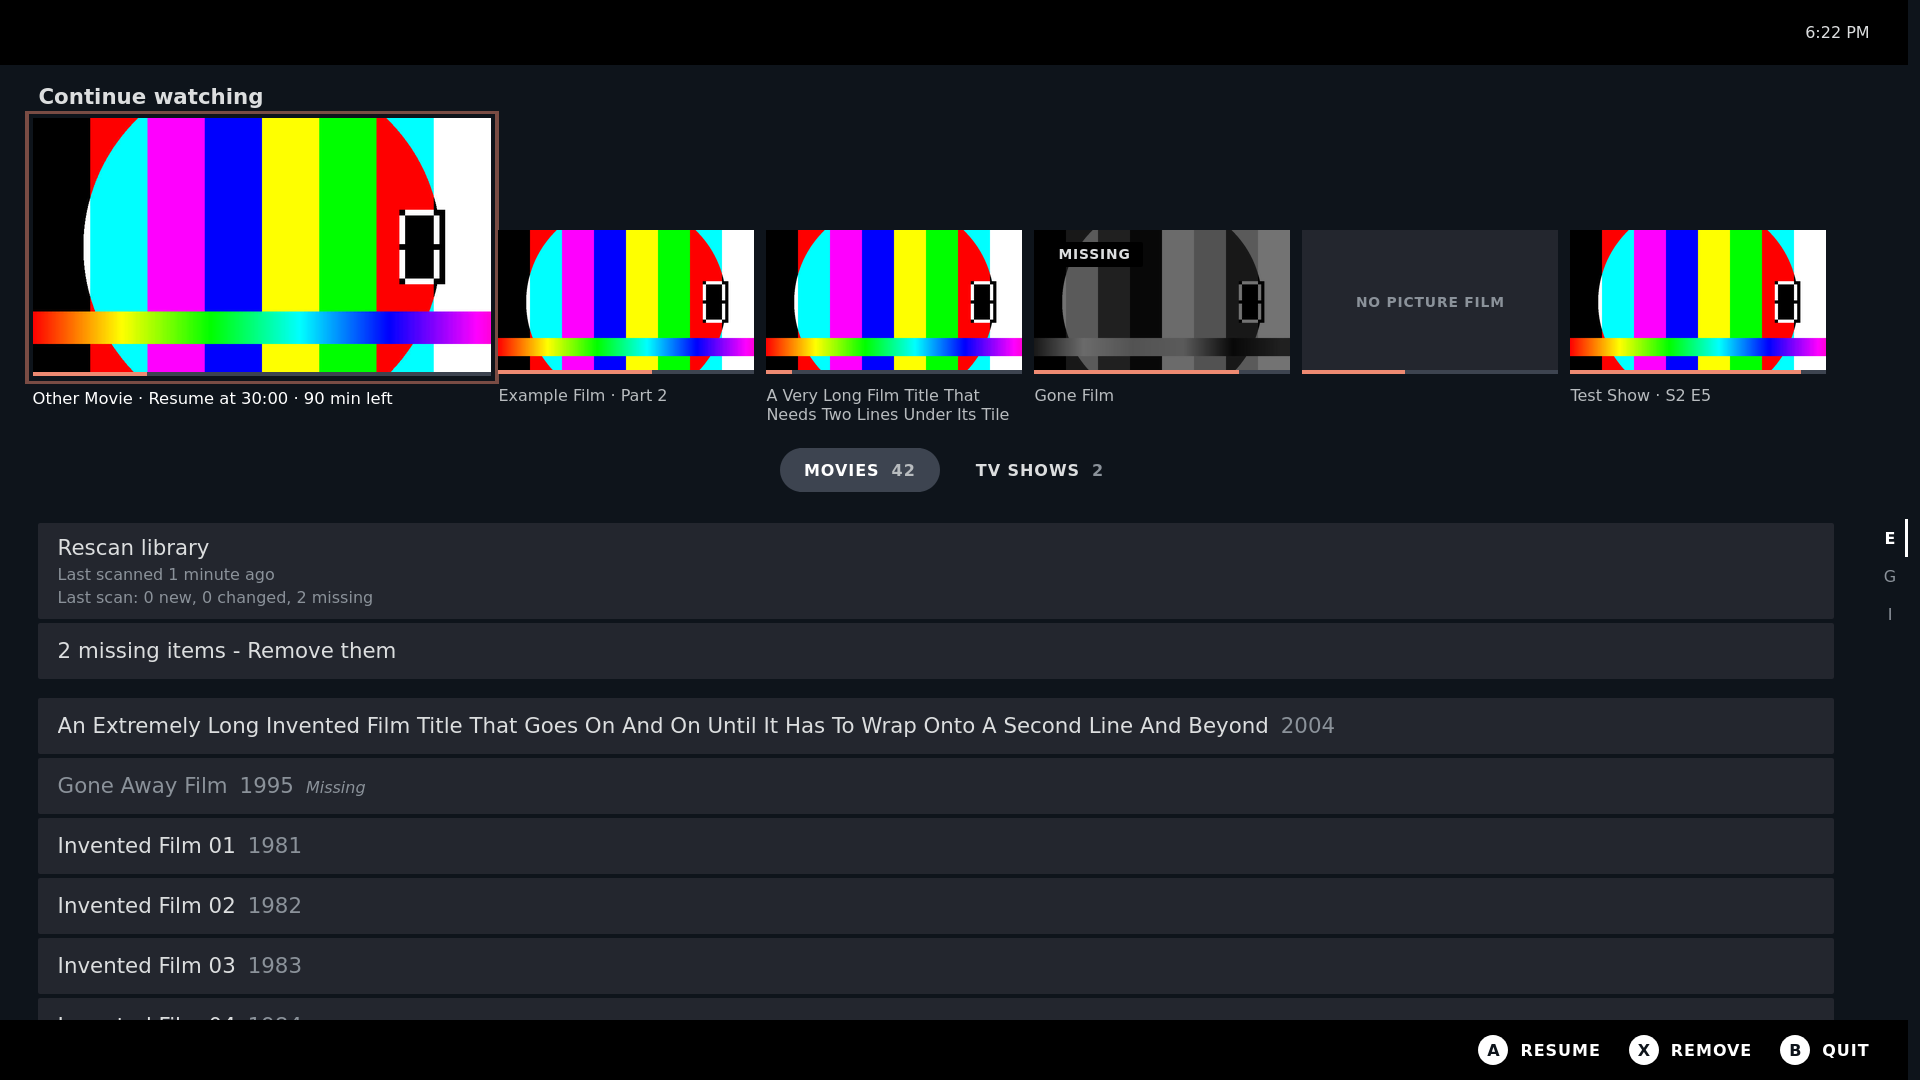 6:22 PM
Continue watching
MISSING
NO PICTURE FILM
Other Movie · Resume at 30:00 · 90 min left
Example Film · Part 2
A Very Long Film Title That
Needs Two Lines Under Its Tile
Gone Film
Test Show · S2 E5
MOVIES 42
TV SHOWS 2
Rescan library
Last scanned 1 minute ago
Last scan: 0 new, 0 changed, 2 missing
2 missing items - Remove them
E
G
I
An Extremely Long Invented Film Title That Goes On And On Until It Has To Wrap Onto A Second Line And Beyond 2004
Gone Away Film 1995 Missing
Invented Film 01 1981
Invented Film 02 1982
Invented Film 03 1983
Invented Film 04 1984
A RESUME
X REMOVE
B QUIT